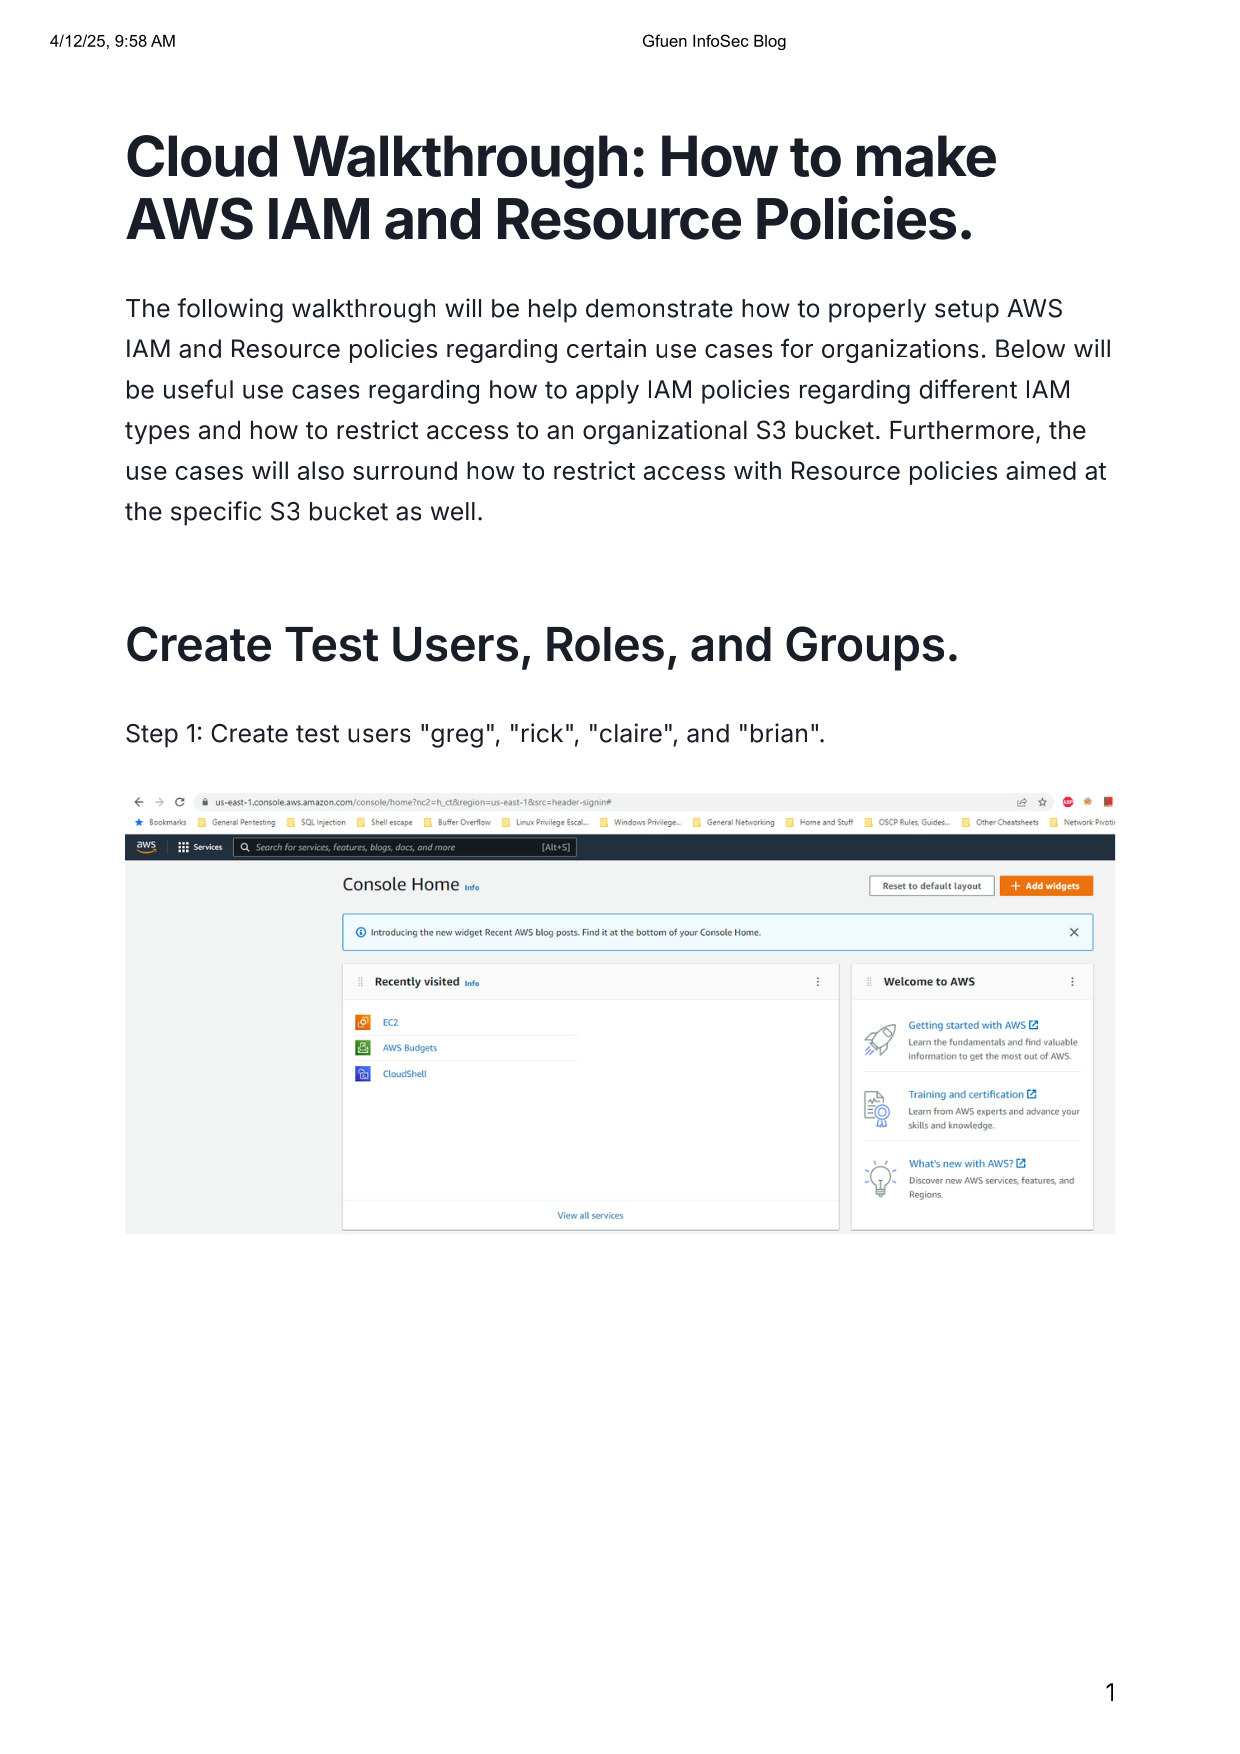 4/12/25, 9:58 AM
Gfuen InfoSec Blog
Cloud Walkthrough: How to make
AWS IAM and Resource Policies.
The following walkthrough will be help demonstrate how to properly setup AWS
IAM and Resource policies regarding certain use cases for organizations. Below will
be useful use cases regarding how to apply IAM policies regarding different IAM
types and how to restrict access to an organizational S3 bucket. Furthermore, the
use cases will also surround how to restrict access with Resource policies aimed at
the specific S3 bucket as well.
Create Test Users, Roles, and Groups.
Step 1: Create test users "greg", "rick", "claire", and "brian".
us-east-1.console.aws.amazon.com/console/home?nc2=h_ct&region=us-east-1&src=header-signin#
ABP
Bookmarks General Pentesting SQL Injection Shell escape Buffer Overflow Linux Privilege Escal... Windows Privilege... General Networking Home and Stuff OSCP Rules, Guides... Other Cheatsheets Network Pivoti
aws Services Search for services, features, blogs, docs, and more [Alt+S]
Console Home Info
Reset to default layout
+ Add widgets
Introducing the new widget Recent AWS blog posts. Find it at the bottom of your Console Home.
Recently visited Info
EC2
AWS Budgets
CloudShell
View all services
Welcome to AWS
Getting started with AWS
Learn the fundamentals and find valuable
information to get the most out of AWS.
Training and certification
Learn from AWS experts and advance your
skills and knowledge.
What's new with AWS?
Discover new AWS services, features, and
Regions.
1